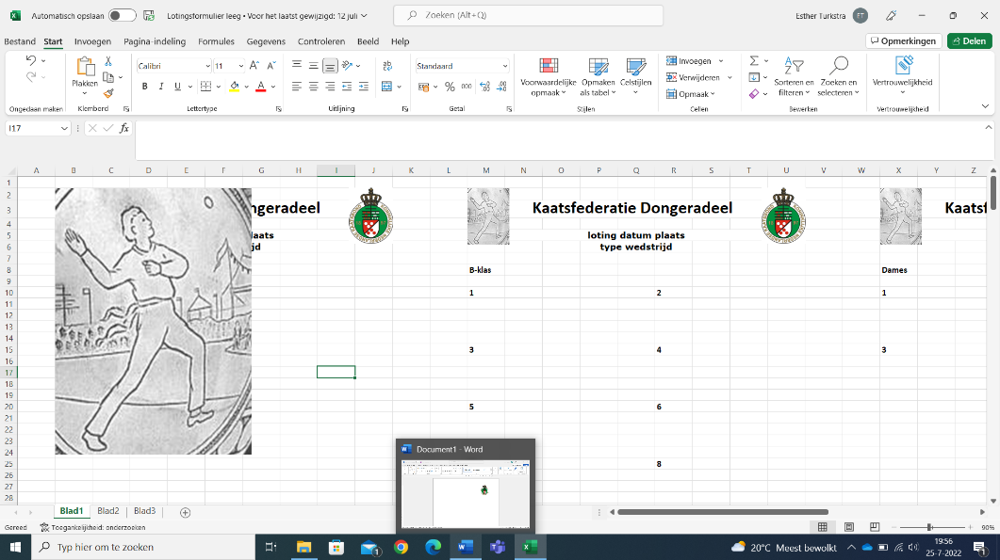 Automatisch opslaan
Lotingsformulier leeg • Voor het laatst gewijzigd: 12 juli
Zoeken (Alt+Q)
Esther Turkstra
ET
Bestand Start Invoegen Pagina-indeling Formules Gegevens Controleren Beeld Help
Opmerkingen
Delen
Plakken
Calibri 11
B I U
Standaard
% 000
Voorwaardelijke opmaak
Opmaken als tabel
Celstijlen
Invoegen
Verwijderen
Opmaak
Sorteren en filteren
Zoeken en selecteren
Vertrouwelijkheid
Ongedaan maken Klembord Lettertype Uitlijning Getal Stijlen Cellen Bewerken Vertrouwelijkheid
I17
fx
A B C D E F G H I J K L M N O P Q R S T U V W X Y Z
1
2
3 ngeradeel Kaatsfederatie Dongeradeel Kaatsf
4
5 aats loting datum plaats
6 jd type wedstrijd
7
8 B-klas Dames
9
10 1 2 1
11
12
13
14
15 3 4 3
16
17
18
19
20 5 6
21
22
23
24
25 8
26
27
28
Document1 - Word
Blad1 Blad2 Blad3
Gereed
Toegankelijkheid: onderzoeken
90%
Typ hier om te zoeken
1
20°C Meest bewolkt
19:56
25-7-2022
1